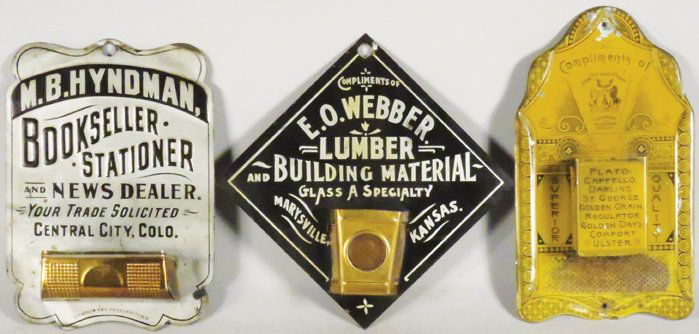 M.B. HYNDMAN,
BOOKSELLER·
·STATIONER
AND NEWS DEALER.
YOUR TRADE SOLICITED
CENTRAL CITY, COLO.
COMPLIMENTS OF
E.O. WEBBER
LUMBER
AND BUILDING MATERIAL
GLASS A SPECIALTY
MARYSVILLE, KANSAS.
Compliments of
SUPERIOR QUALITY
PLATO
CAPPELLO
DARLING
ST GEORGE
GOLDEN GRAIN
REGULATOR
GOLDEN DAYS
COMFORT
ULSTER.